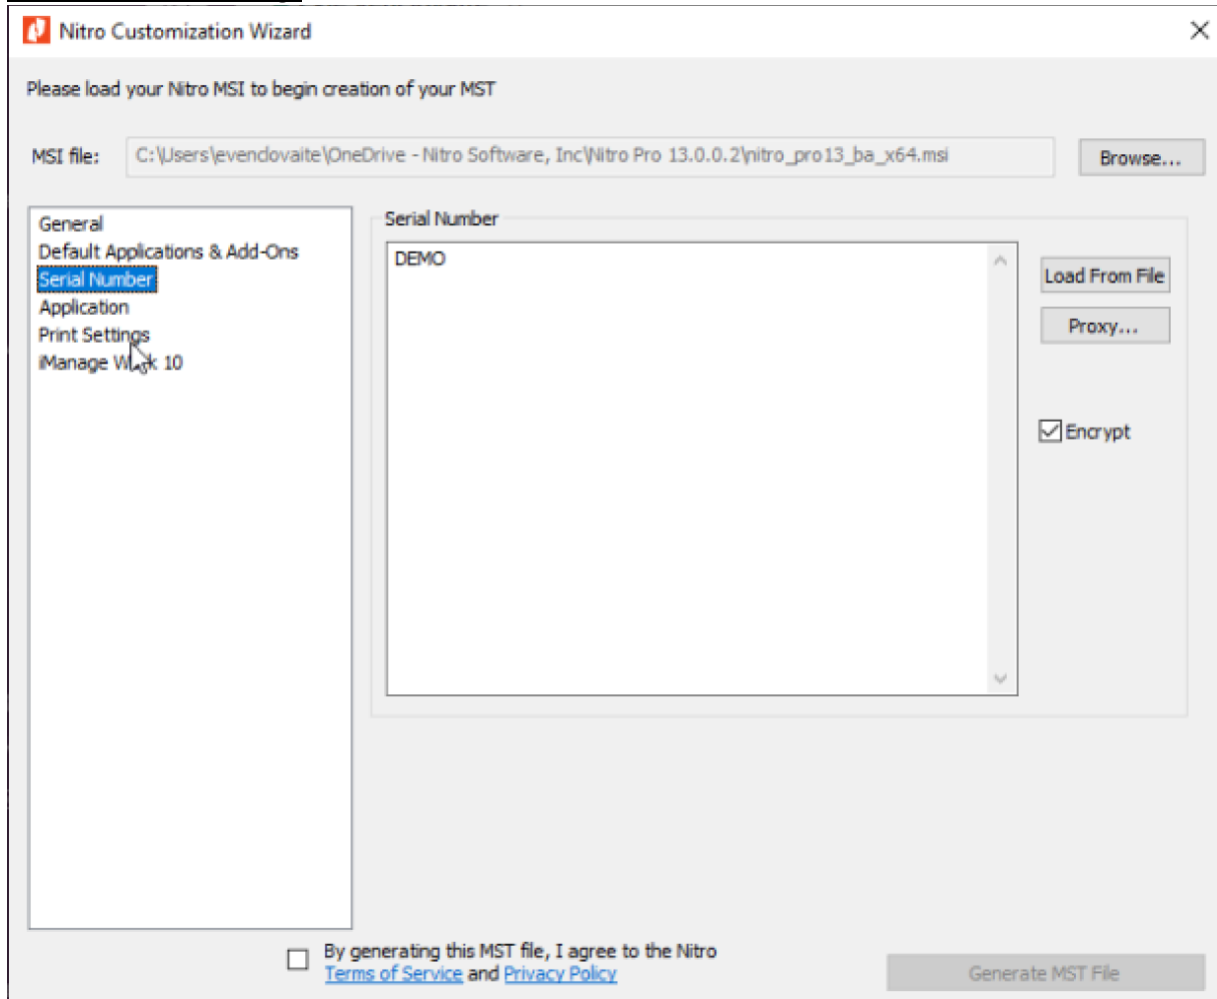 Nitro Customization Wizard
Please load your Nitro MSI to begin creation of your MST
MSI file: C:\Users\evendovaite\OneDrive - Nitro Software, Inc\Nitro Pro 13.0.0.2\nitro_pro13_ba_x64.msi Browse...
General
Default Applications & Add-Ons
Serial Number
Application
Print Settings
iManage Work 10
Serial Number
DEMO
Load From File
Proxy...
Encrypt
By generating this MST file, I agree to the Nitro
Terms of Service and Privacy Policy
Generate MST File